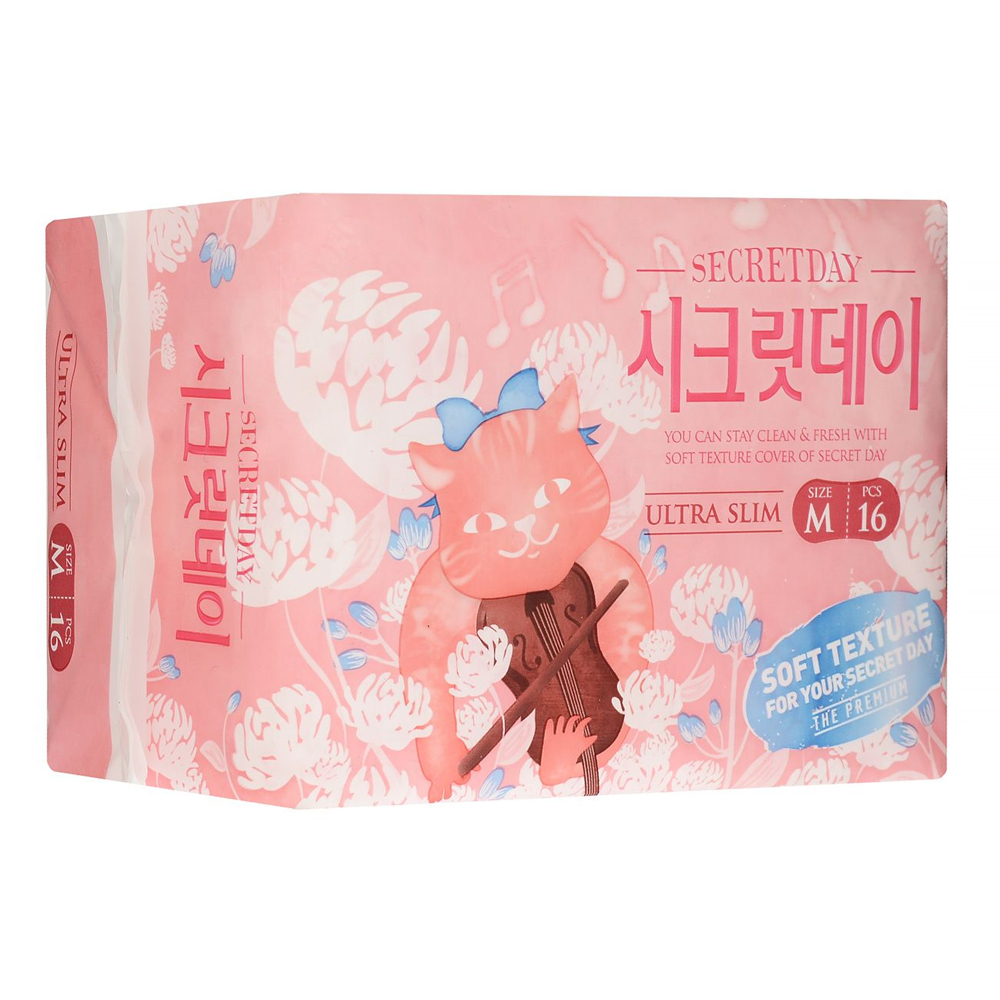 SECRETDAY
시크릿데이
YOU CAN STAY CLEAN & FRESH WITH
SOFT TEXTURE COVER OF SECRET DAY
ULTRA SLIM
SIZE M PCS 16
SOFT TEXTURE
FOR YOUR SECRET DAY
THE PREMIUM
SECRETDAY
시크릿데이
ULTRA SLIM
SIZE M PCS 16